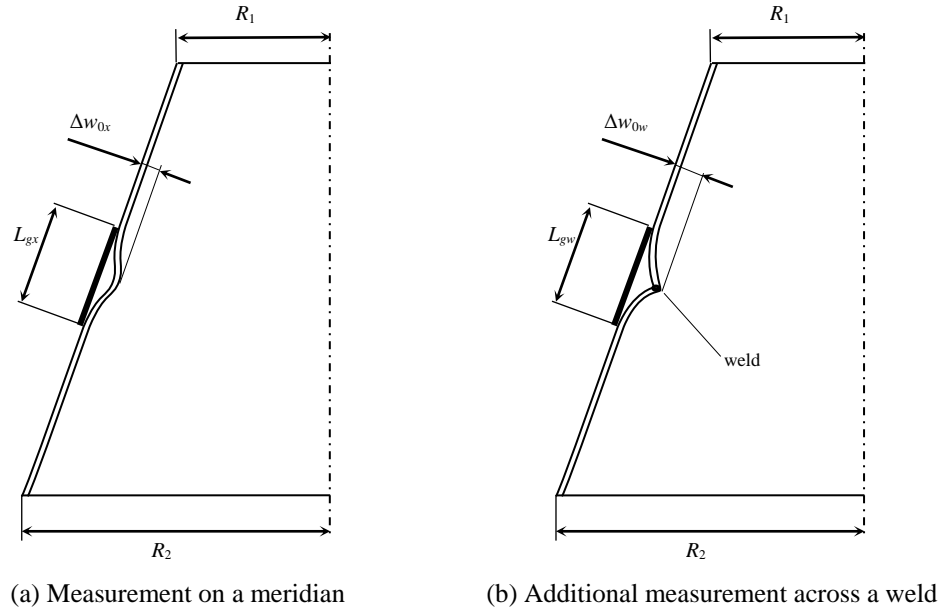 R1
R1
Δw0x
Δw0w
Lgx
Lgw
weld
R2
R2
(a) Measurement on a meridian
(b) Additional measurement across a weld